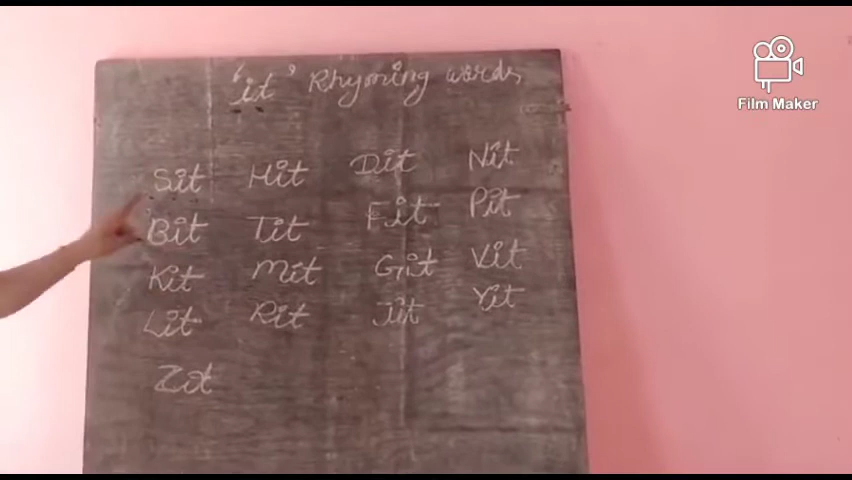 'it' Rhyming words
Sit Hit Dit Nit
Bit Tit Fit Pit
Kit Mit Git Vit
Lit Rit Jit Yit
Zit
Film Maker